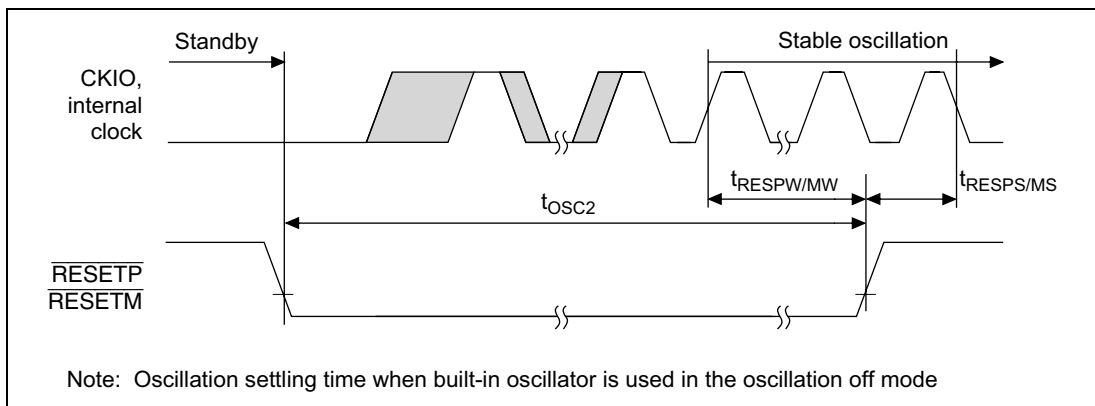 Standby
Stable oscillation
CKIO,
internal
clock
tRESPW/MW
tRESPS/MS
tOSC2
RESETP
RESETM
Note: Oscillation settling time when built-in oscillator is used in the oscillation off mode